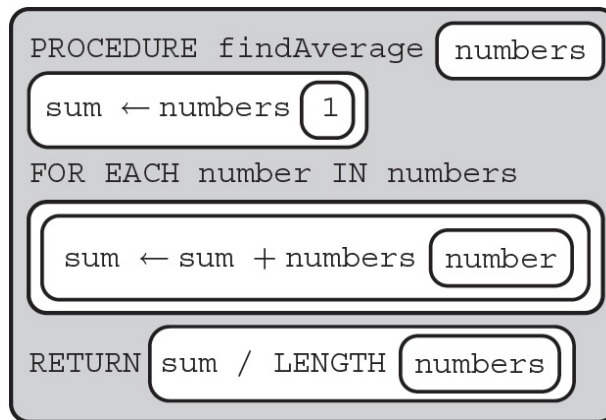 PROCEDURE findAverage numbers
sum ← numbers 1
FOR EACH number IN numbers
sum ← sum + numbers number
RETURN sum / LENGTH numbers